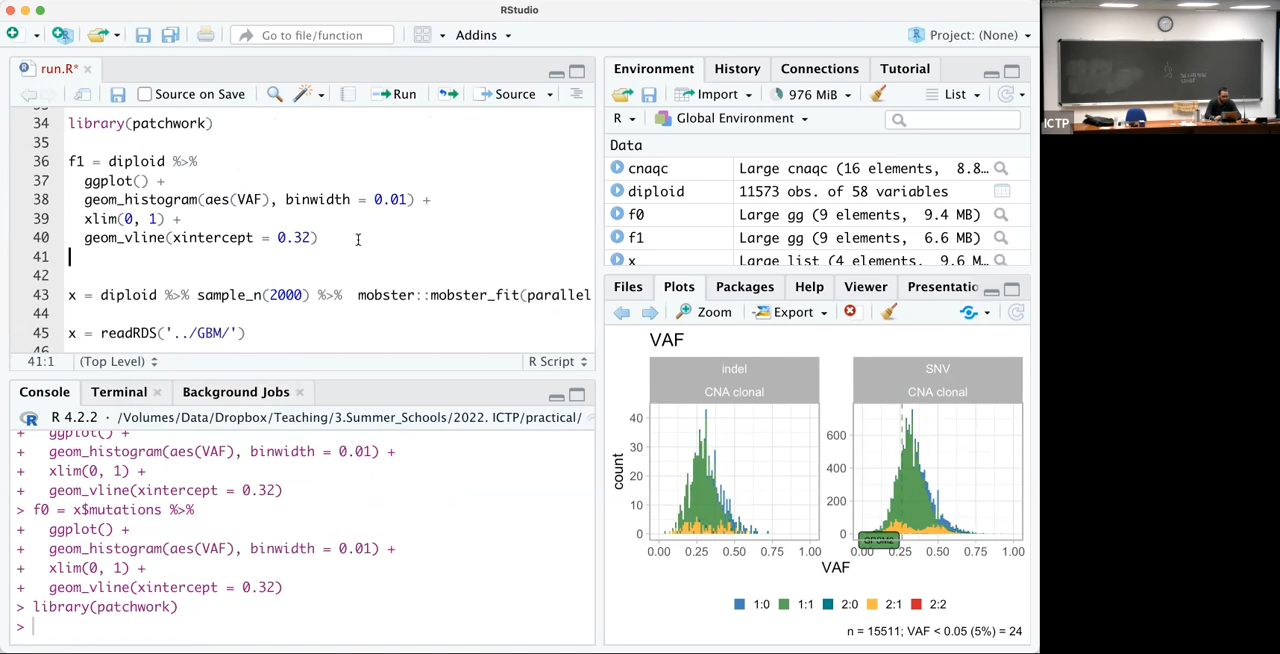 RStudio
Go to file/function
Addins
Project: (None)
run.R*
Source on Save
Run
Source
34 library(patchwork)
35
36 f1 = diploid %>%
37 ggplot() +
38 geom_histogram(aes(VAF), binwidth = 0.01) +
39 xlim(0, 1) +
40 geom_vline(xintercept = 0.32)
41
42
43 x = diploid %>% sample_n(2000) %>% mobster::mobster_fit(parallel
44
45 x = readRDS('../GBM/')
46
41:1 (Top Level) R Script
Console Terminal Background Jobs
R 4.2.2 · /Volumes/Data/Dropbox/Teaching/3.Summer_Schools/2022. ICTP/practical/
+ ggplot() +
+ geom_histogram(aes(VAF), binwidth = 0.01) +
+ xlim(0, 1) +
+ geom_vline(xintercept = 0.32)
> f0 = x$mutations %>%
+ ggplot() +
+ geom_histogram(aes(VAF), binwidth = 0.01) +
+ xlim(0, 1) +
+ geom_vline(xintercept = 0.32)
> library(patchwork)
>
Environment History Connections Tutorial
Import 976 MiB List
R Global Environment
Data
cnaqc Large cnaqc (16 elements, 8.8…
diploid 11573 obs. of 58 variables
f0 Large gg (9 elements, 9.4 MB)
f1 Large gg (9 elements, 6.6 MB)
x Large list (4 elements, 9.6 M…
Files Plots Packages Help Viewer Presentatio
Zoom Export
VAF
indel SNV
CNA clonal CNA clonal
count
40
30
20
10
0
600
400
200
0
0.00 0.25 0.50 0.75 1.00
0.00 0.25 0.50 0.75 1.00
VAF
1:0 1:1 2:0 2:1 2:2
n = 15511; VAF < 0.05 (5%) = 24
ICTP